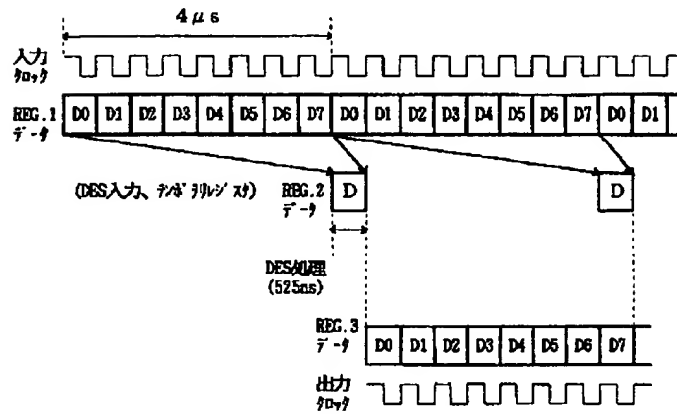 4μs
入力
クロック
REG.1
データ
D0 D1 D2 D3 D4 D5 D6 D7 D0 D1 D2 D3 D4 D5 D6 D7 D0 D1
(DES入力、テンポラリレジスタ)
REG.2
データ
D
D
DES処理
(525ns)
REG.3
データ
D0 D1 D2 D3 D4 D5 D6 D7
出力
クロック